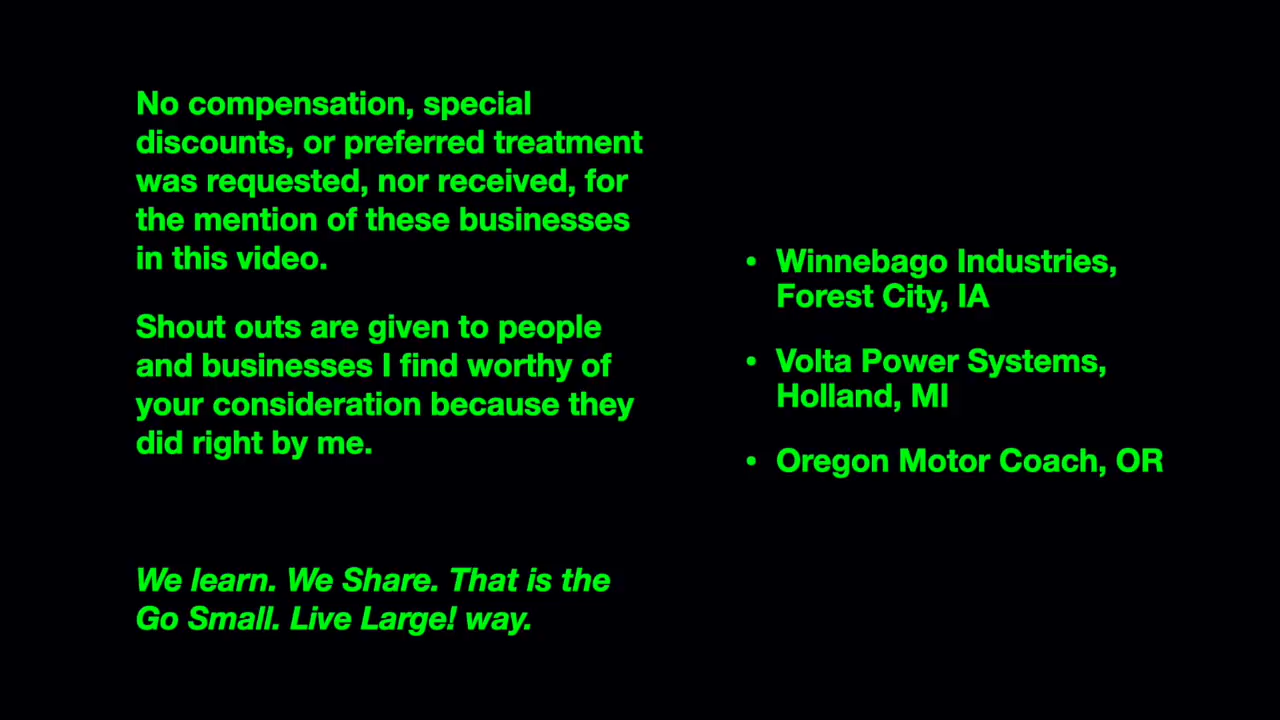 No compensation, special
discounts, or preferred treatment
was requested, nor received, for
the mention of these businesses
in this video.
Shout outs are given to people
and businesses I find worthy of
your consideration because they
did right by me.
We learn. We Share. That is the
Go Small. Live Large! way.
• Winnebago Industries,
Forest City, IA
• Volta Power Systems,
Holland, MI
• Oregon Motor Coach, OR